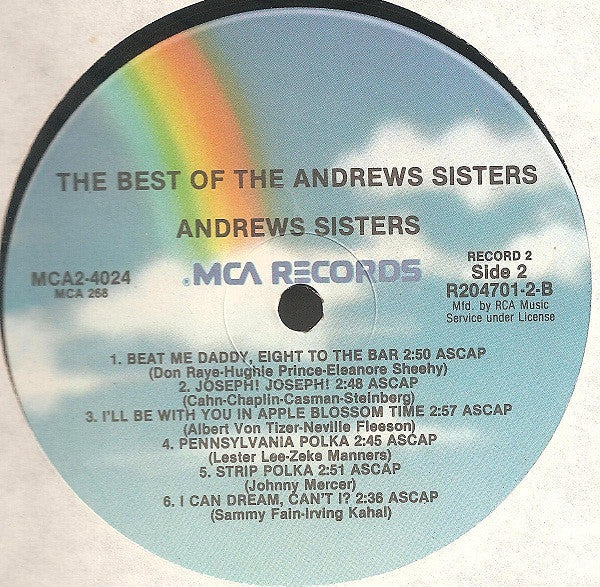 THE BEST OF THE ANDREWS SISTERS
ANDREWS SISTERS
MCA2-4024
MCA 268
®MCA RECORDS
RECORD 2
Side 2
R204701-2-B
Mfd. by RCA Music
Service under License
1. BEAT ME DADDY, EIGHT TO THE BAR 2:50 ASCAP
(Don Raye-Hughie Prince-Eleanore Sheehy)
2. JOSEPH! JOSEPH! 2:48 ASCAP
(Cahn-Chaplin-Casman-Steinberg)
3. I'LL BE WITH YOU IN APPLE BLOSSOM TIME 2:57 ASCAP
(Albert Von Tizer-Neville Fleeson)
4. PENNSYLVANIA POLKA 2:45 ASCAP
(Lester Lee-Zeke Manners)
5. STRIP POLKA 2:51 ASCAP
(Johnny Mercer)
6. I CAN DREAM, CAN'T I? 2:36 ASCAP
(Sammy Fain-Irving Kahal)